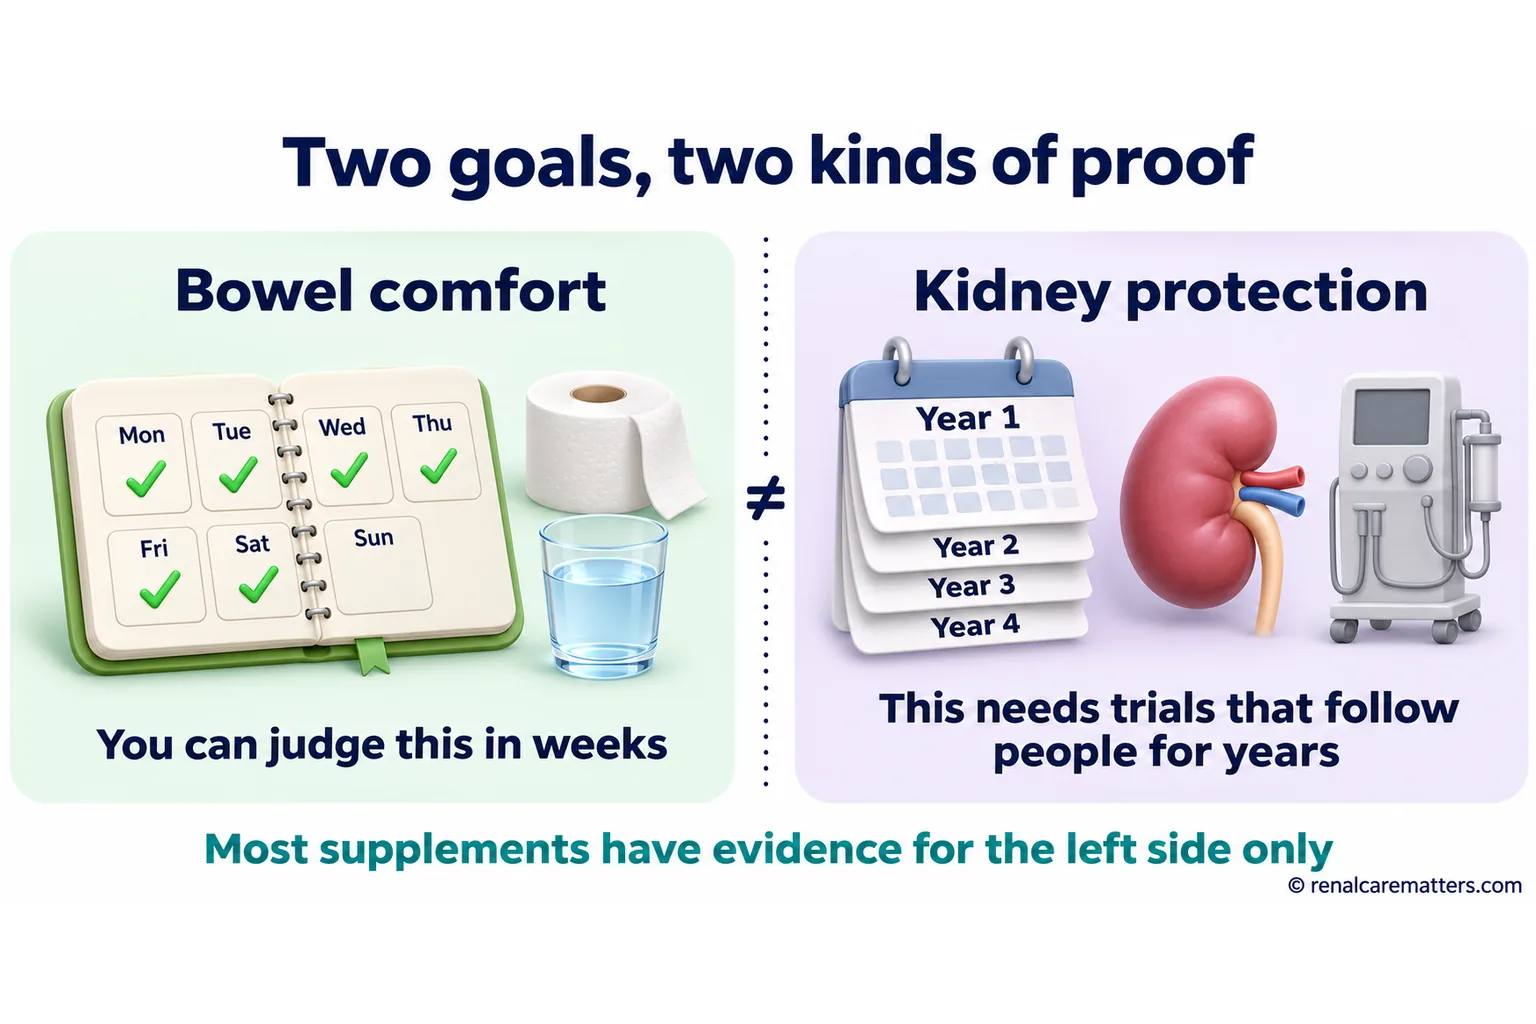 Two goals, two kinds of proof
Bowel comfort
Mon
Tue
Wed
Thu
Fri
Sat
Sun
You can judge this in weeks
≠
Kidney protection
Year 1
Year 2
Year 3
Year 4
This needs trials that follow
people for years
Most supplements have evidence for the left side only
© renalcarematters.com